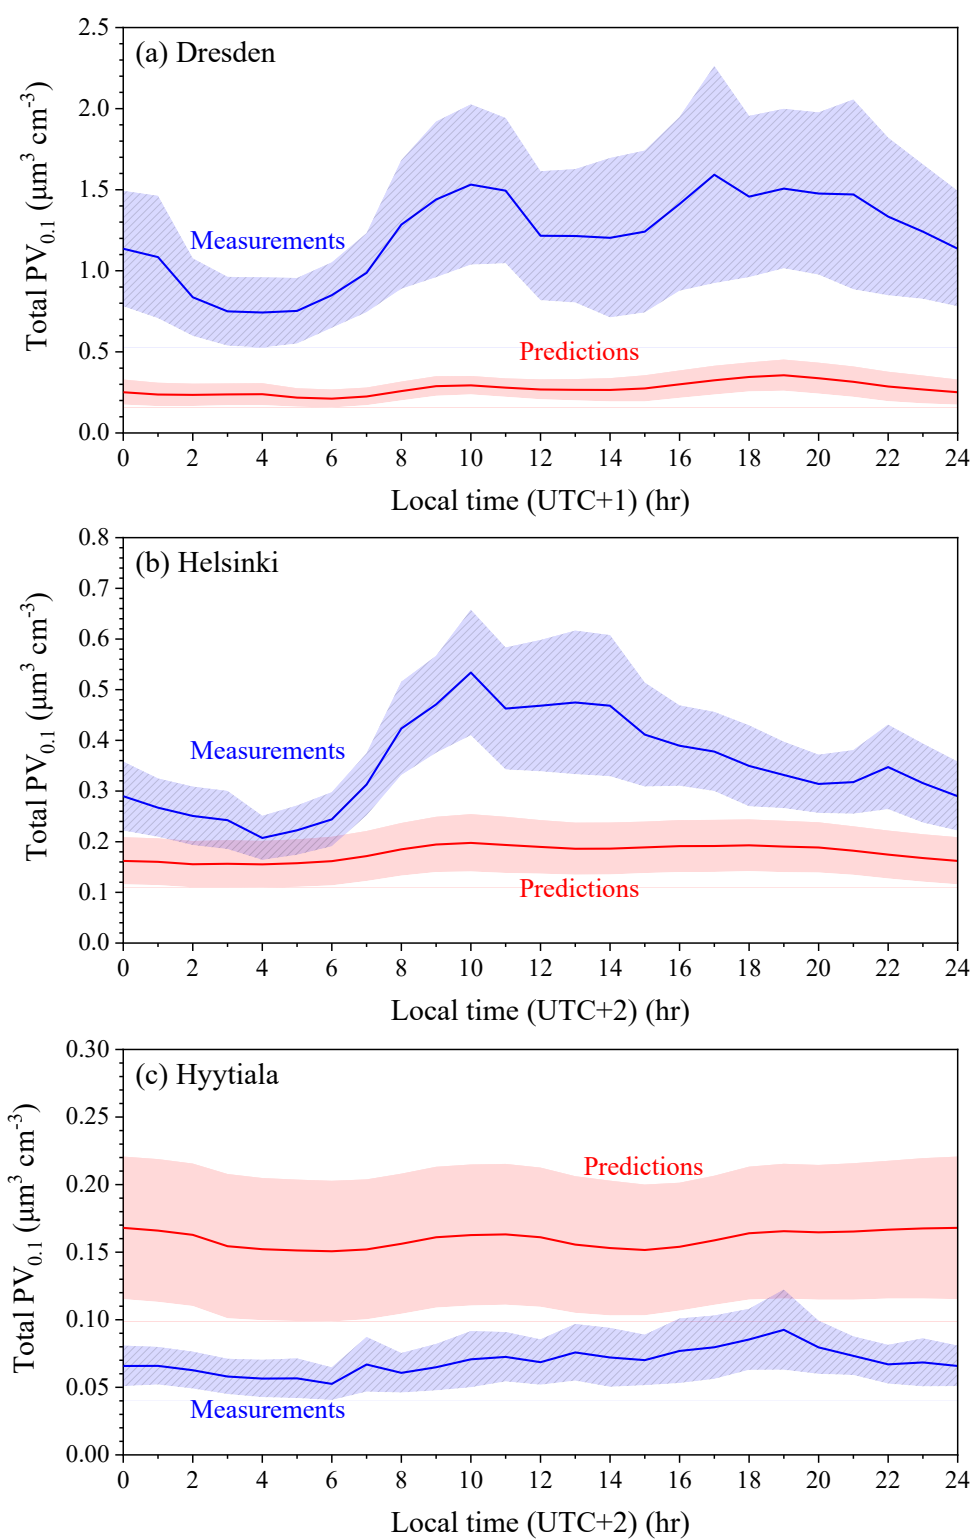 (a) Dresden
Total PV0.1 (μm³ cm⁻³)
2.5
2.0
1.5
1.0
0.5
0.0
Measurements
Predictions
0 2 4 6 8 10 12 14 16 18 20 22 24
Local time (UTC+1) (hr)
(b) Helsinki
Total PV0.1 (μm³ cm⁻³)
0.8
0.7
0.6
0.5
0.4
0.3
0.2
0.1
0.0
Measurements
Predictions
0 2 4 6 8 10 12 14 16 18 20 22 24
Local time (UTC+2) (hr)
(c) Hyytiala
Total PV0.1 (μm³ cm⁻³)
0.30
0.25
0.20
0.15
0.10
0.05
0.00
Predictions
Measurements
0 2 4 6 8 10 12 14 16 18 20 22 24
Local time (UTC+2) (hr)